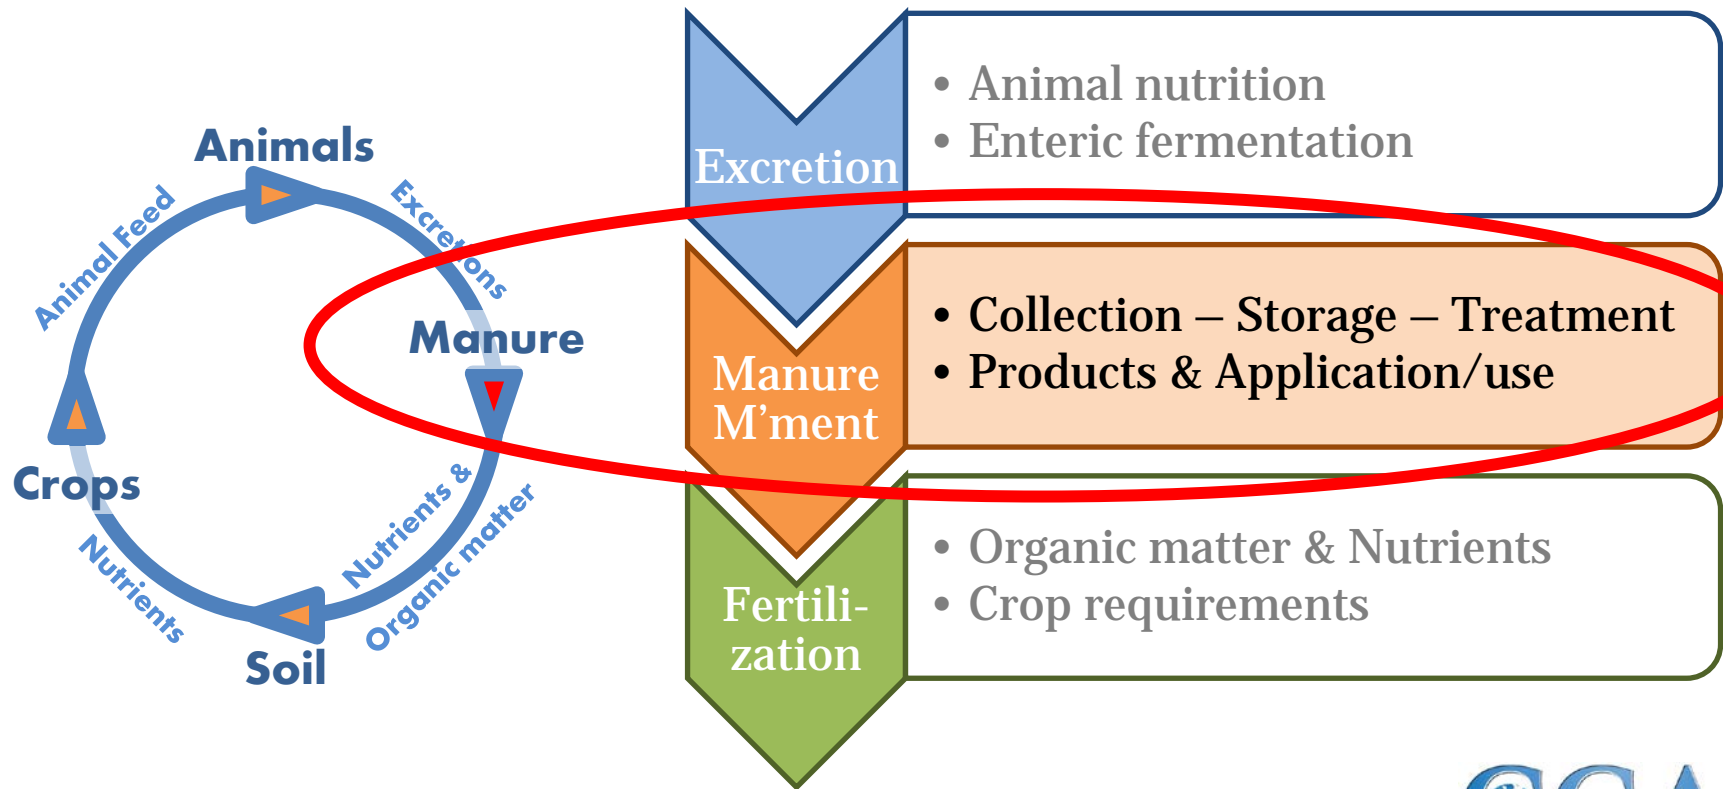 Animals
Animal Feed
Excretions
Manure
Crops
Nutrients &
Organic matter
Nutrients
Soil
Excretion
• Animal nutrition
• Enteric fermentation
Manure
M’ment
• Collection – Storage – Treatment
• Products & Application/use
Fertili-
zation
• Organic matter & Nutrients
• Crop requirements